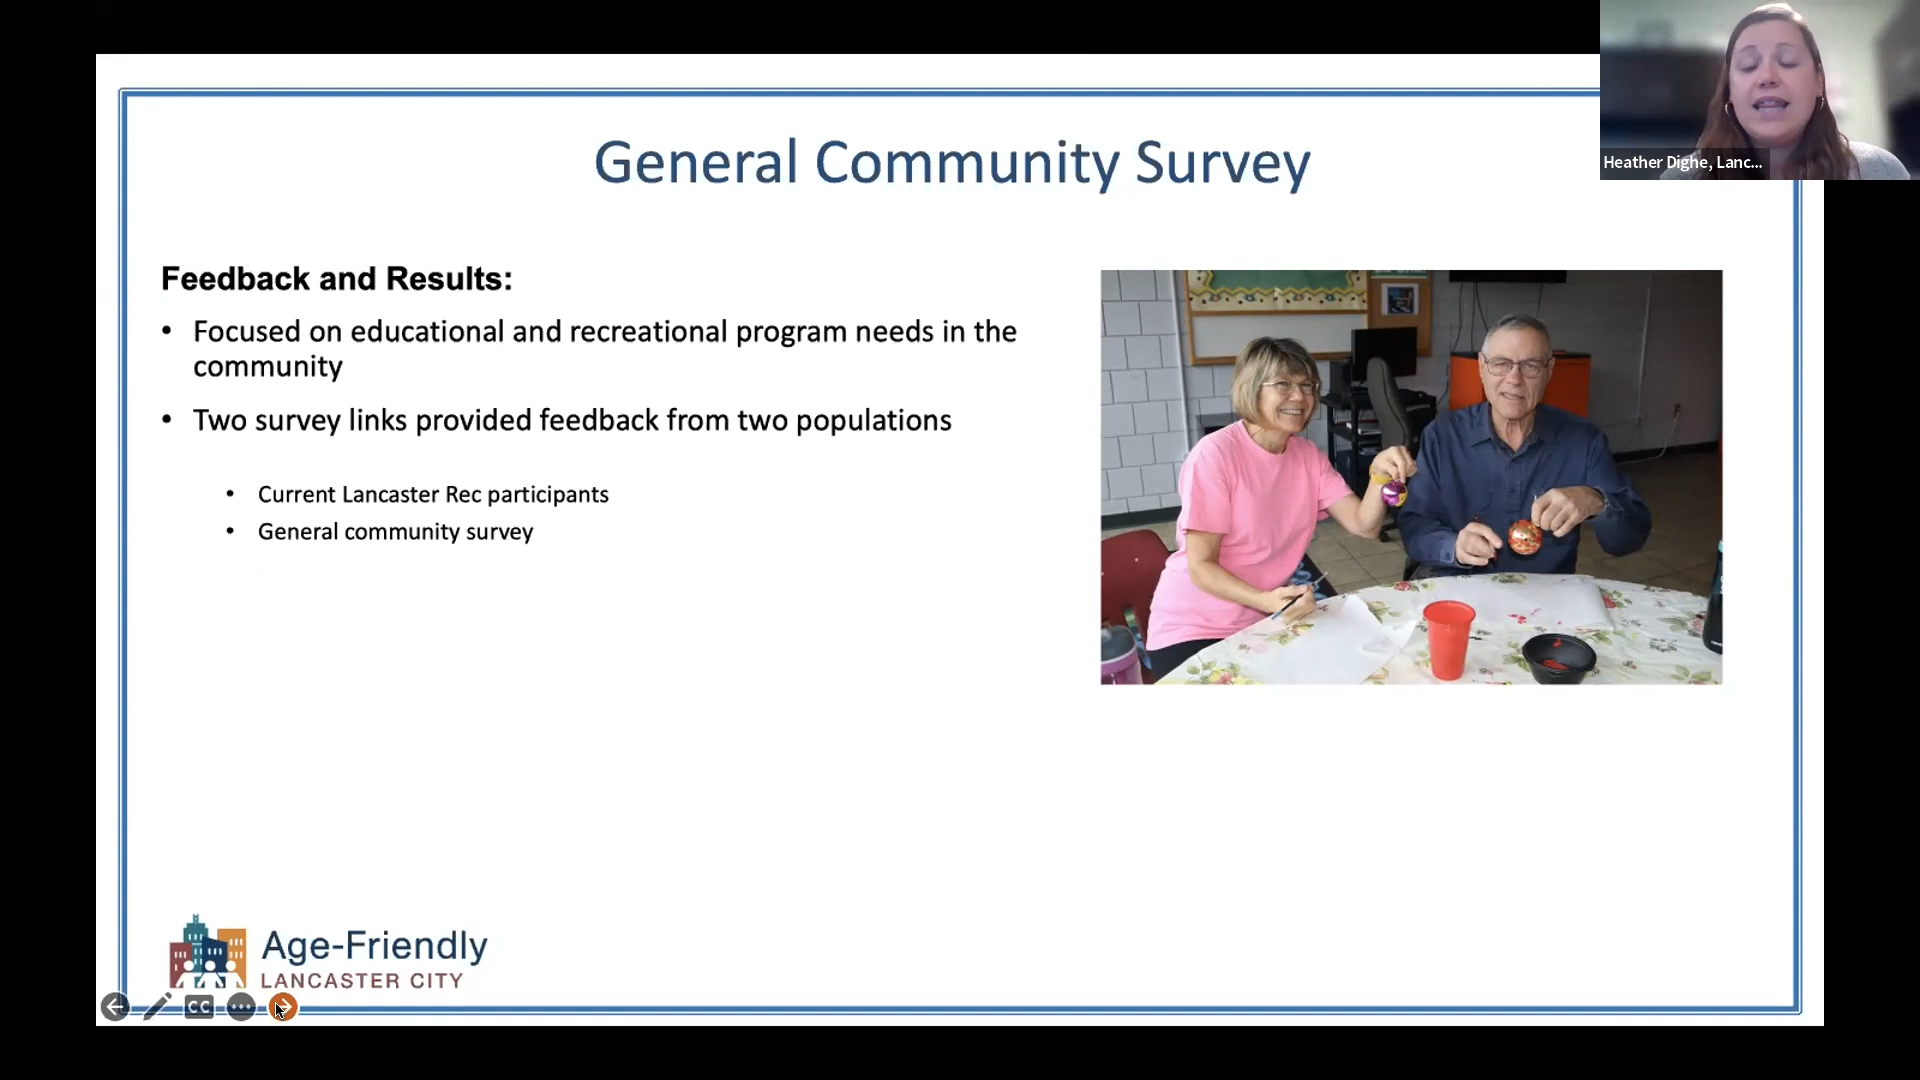 Heather Dighe, Lanc...
General Community Survey
Feedback and Results:
• Focused on educational and recreational program needs in the
community
• Two survey links provided feedback from two populations
• Current Lancaster Rec participants
• General community survey
Age-Friendly
LANCASTER CITY
CC